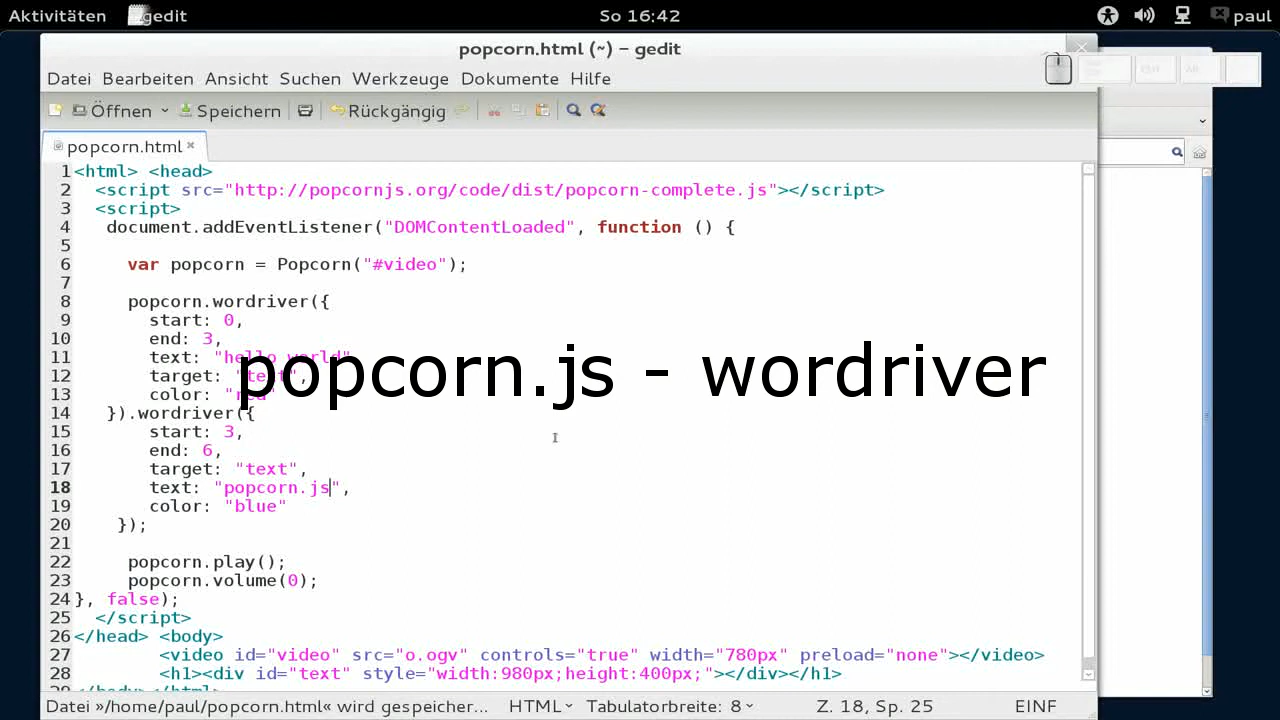 Aktivitäten gedit So 16:42 paul
popcorn.html (~) – gedit
Datei Bearbeiten Ansicht Suchen Werkzeuge Dokumente Hilfe
Öffnen Speichern Rückgängig
popcorn.html
1 <html> <head>
2 <script src="http://popcornjs.org/code/dist/popcorn-complete.js"></script>
3 <script>
4 document.addEventListener("DOMContentLoaded", function () {
5
6 var popcorn = Popcorn("#video");
7
8 popcorn.wordriver({
9 start: 0,
10 end: 3,
11 text: "hello world"
12 target: "text",
13 color: "red"
popcorn.js - wordriver
14 }).wordriver({
15 start: 3,
16 end: 6,
17 target: "text",
18 text: "popcorn.js",
19 color: "blue"
20 });
21
22 popcorn.play();
23 popcorn.volume(0);
24 }, false);
25 </script>
26 </head> <body>
27 <video id="video" src="o.ogv" controls="true" width="780px" preload="none"></video>
28 <h1><div id="text" style="width:980px;height:400px;"></div></h1>
29 </body></html>
Datei »/home/paul/popcorn.html« wird gespeicher... HTML Tabulatorbreite: 8 Z. 18, Sp. 25 EINF